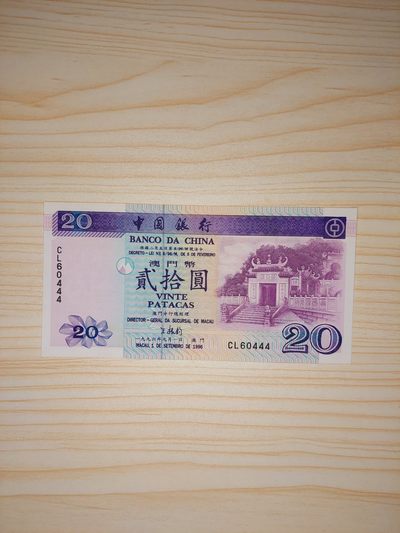 20 中國銀行
BANCO DA CHINA
DECRETO - LEI N.º 8/95/M, DE 6 DE FEVEREIRO
澳門幣
貳拾圓
VINTE
PATACAS
澳門分行總經理
DIRECTOR - GERAL DA SUCURSAL DE MACAU
一九九六年九月一日 澳門
MACAU, 1 DE SETEMBRO DE 1996
CL60444
20
CL60444
20